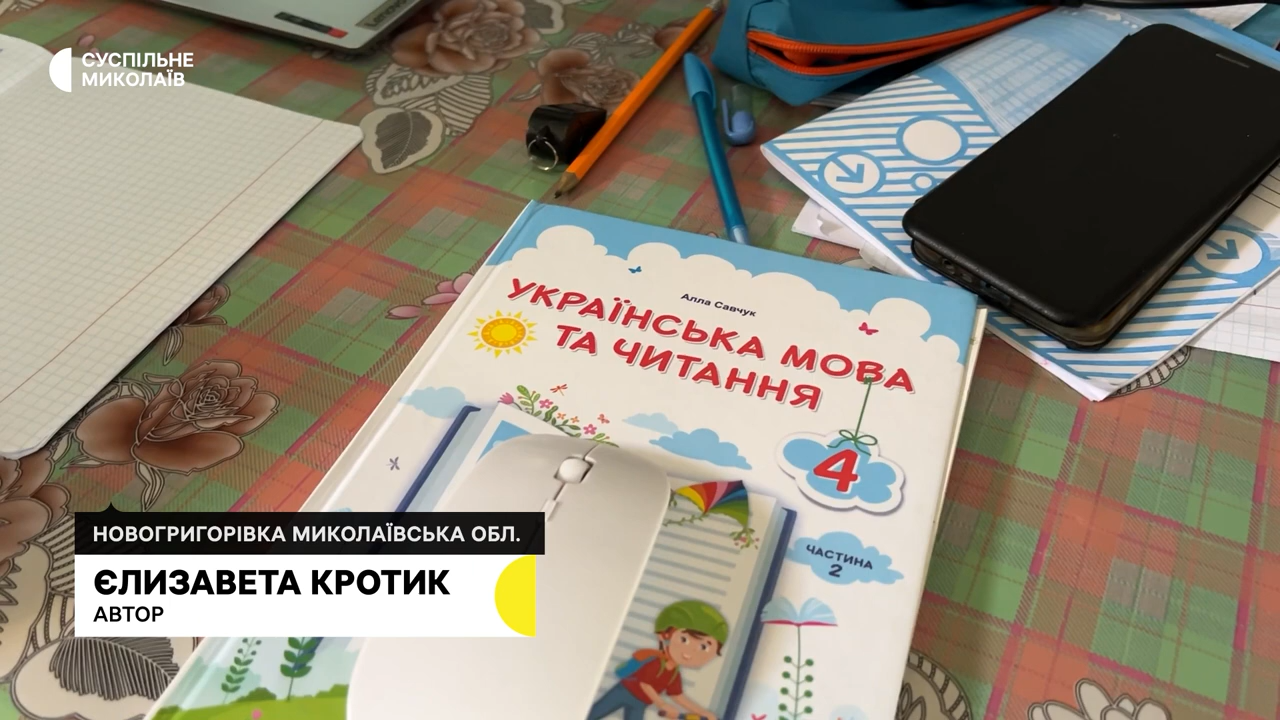 СУСПІЛЬНЕ
МИКОЛАЇВ
Алла Савчук
УКРАЇНСЬКА МОВА
ТА ЧИТАННЯ
4
ЧАСТИНА
2
НОВОГРИГОРІВКА МИКОЛАЇВСЬКА ОБЛ.
ЄЛИЗАВЕТА КРОТИК
АВТОР